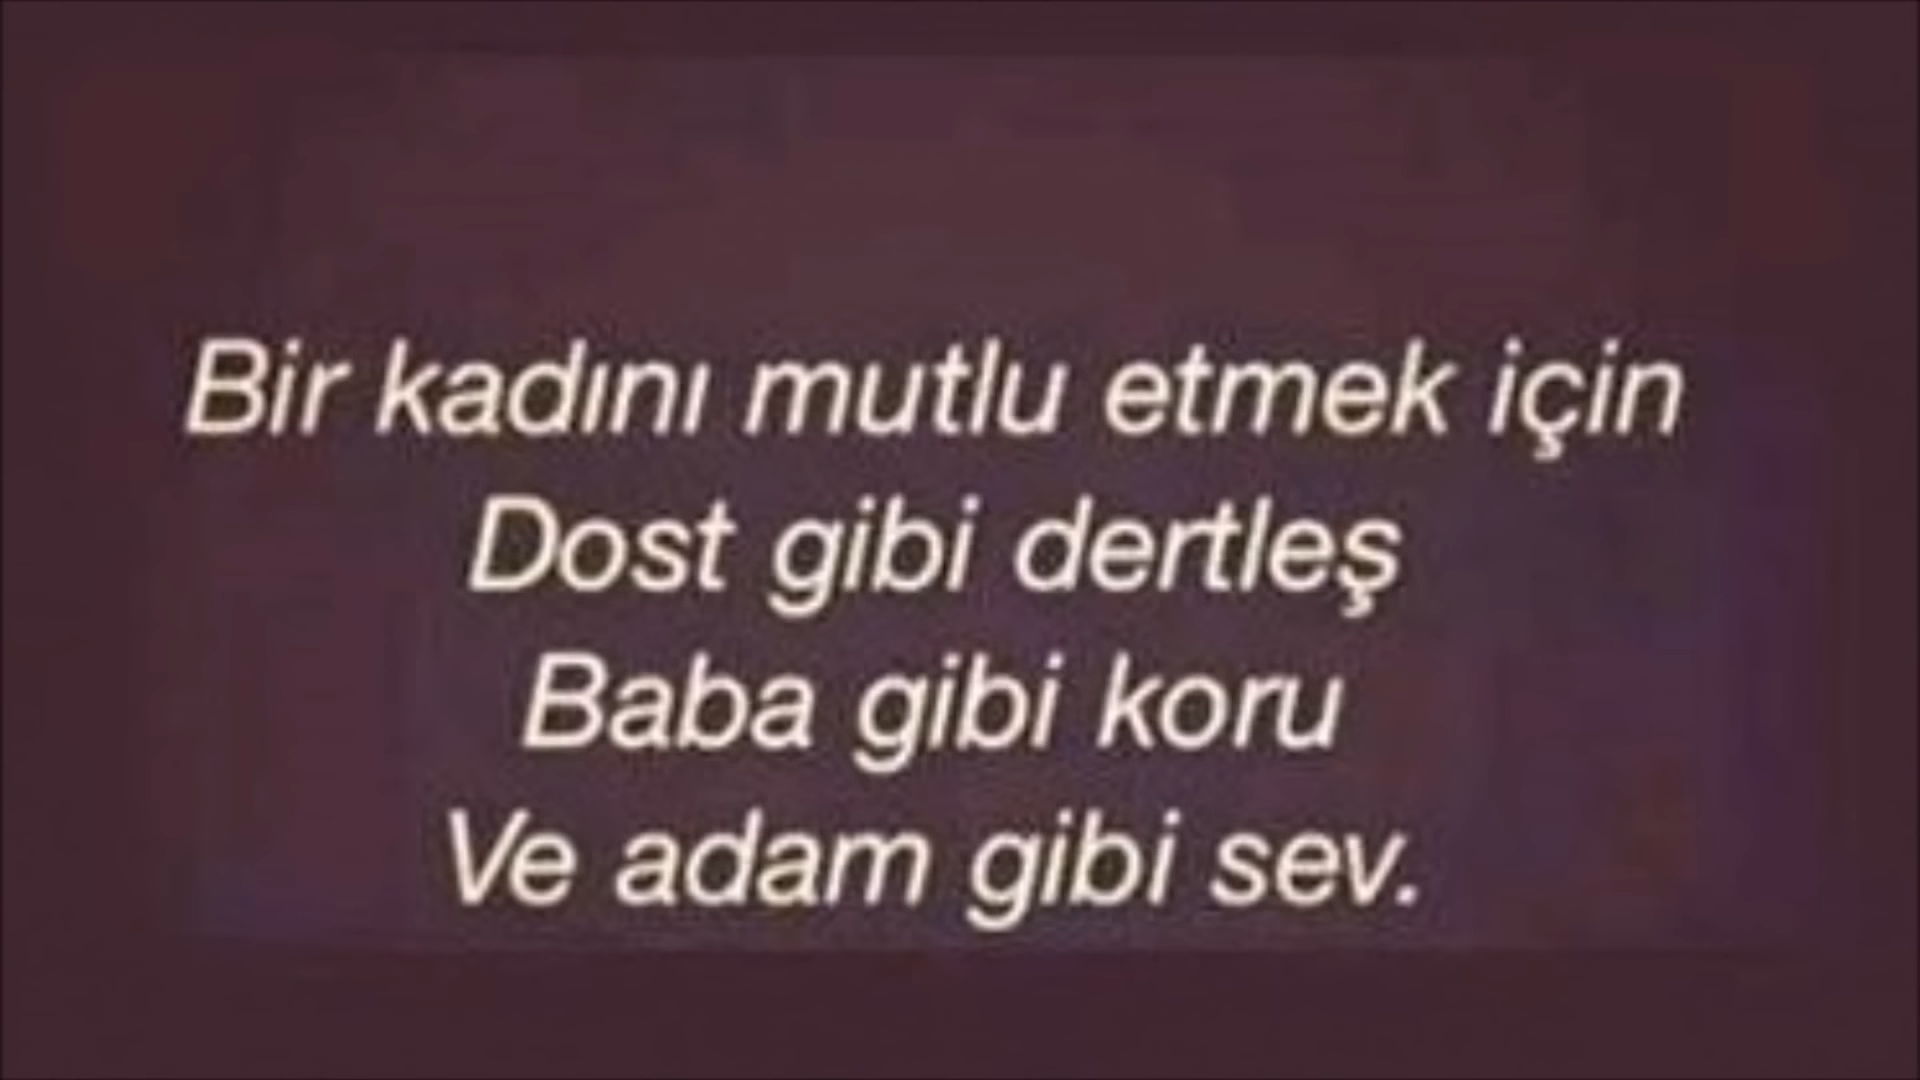 Bir kadını mutlu etmek için
Dost gibi dertleş
Baba gibi koru
Ve adam gibi sev.